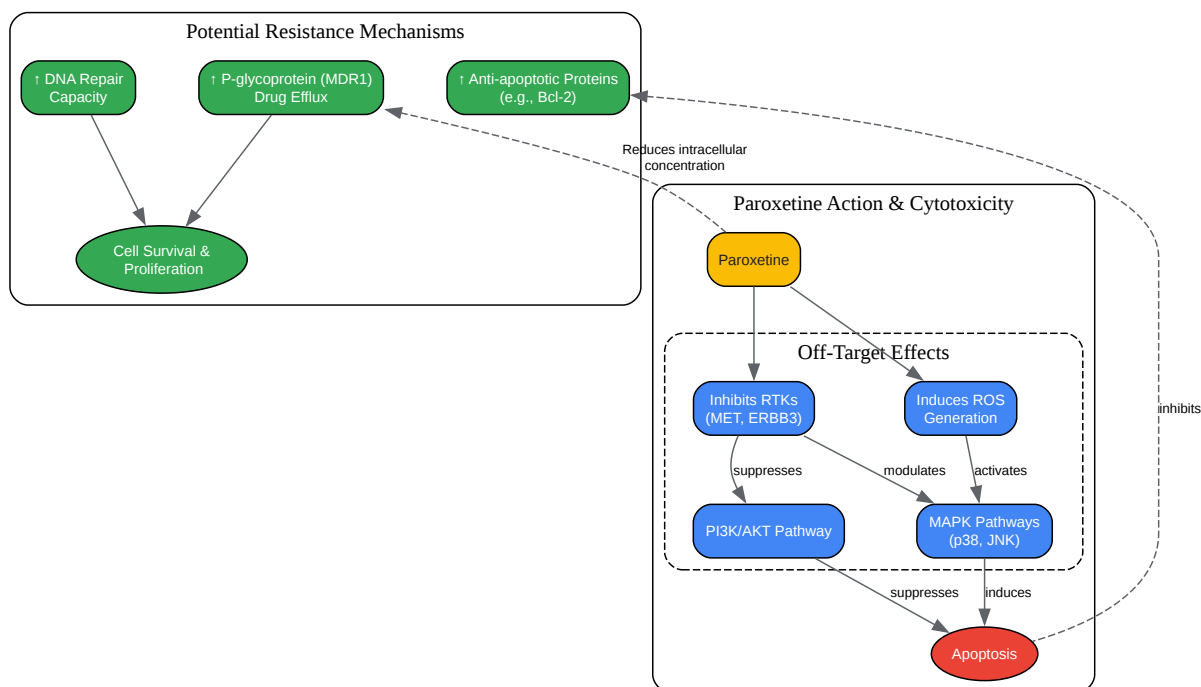 Potential Resistance Mechanisms
↑ DNA Repair
Capacity
↑ P-glycoprotein (MDR1)
Drug Efflux
↑ Anti-apoptotic Proteins
(e.g., Bcl-2)
Reduces intracellular
concentration
Cell Survival &
Proliferation
Paroxetine Action & Cytotoxicity
Paroxetine
Off-Target Effects
Inhibits RTKs
(MET, ERBB3)
Induces ROS
Generation
inhibits
suppresses
modulates
activates
PI3K/AKT Pathway
MAPK Pathways
(p38, JNK)
suppresses
induces
Apoptosis